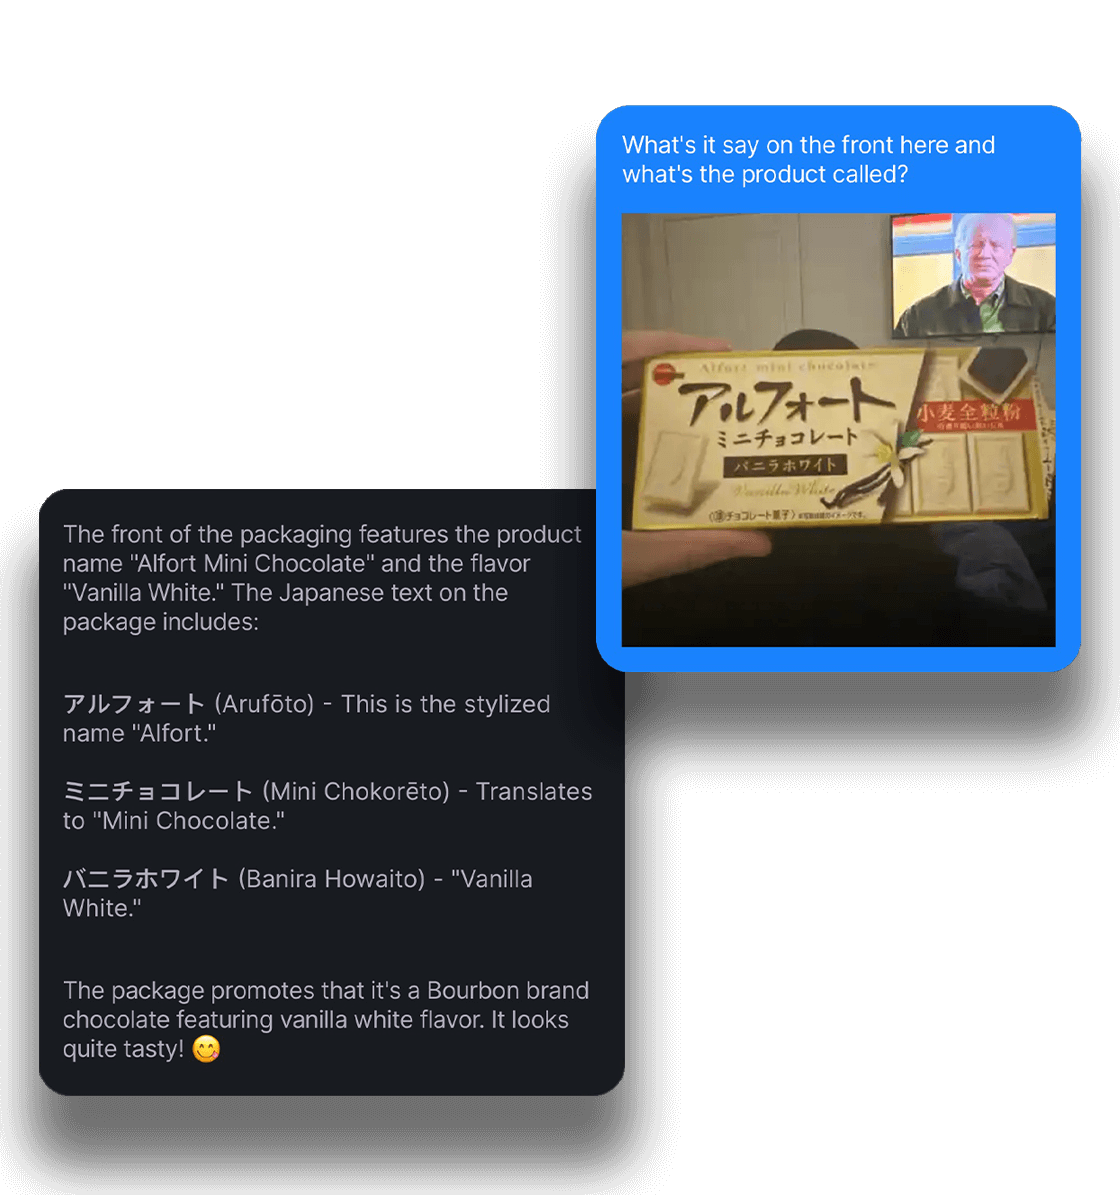 What's it say on the front here and
what's the product called?
Alfort mini chocolate
アルフォート
ミニチョコレート
バニラホワイト
Vanilla White
小麦全粒粉
チョコレート菓子
The front of the packaging features the product
name "Alfort Mini Chocolate" and the flavor
"Vanilla White." The Japanese text on the
package includes:
アルフォート (Arufōto) - This is the stylized
name "Alfort."
ミニチョコレート (Mini Chokorēto) - Translates
to "Mini Chocolate."
バニラホワイト (Banira Howaito) - "Vanilla
White."
The package promotes that it's a Bourbon brand
chocolate featuring vanilla white flavor. It looks
quite tasty! 😋